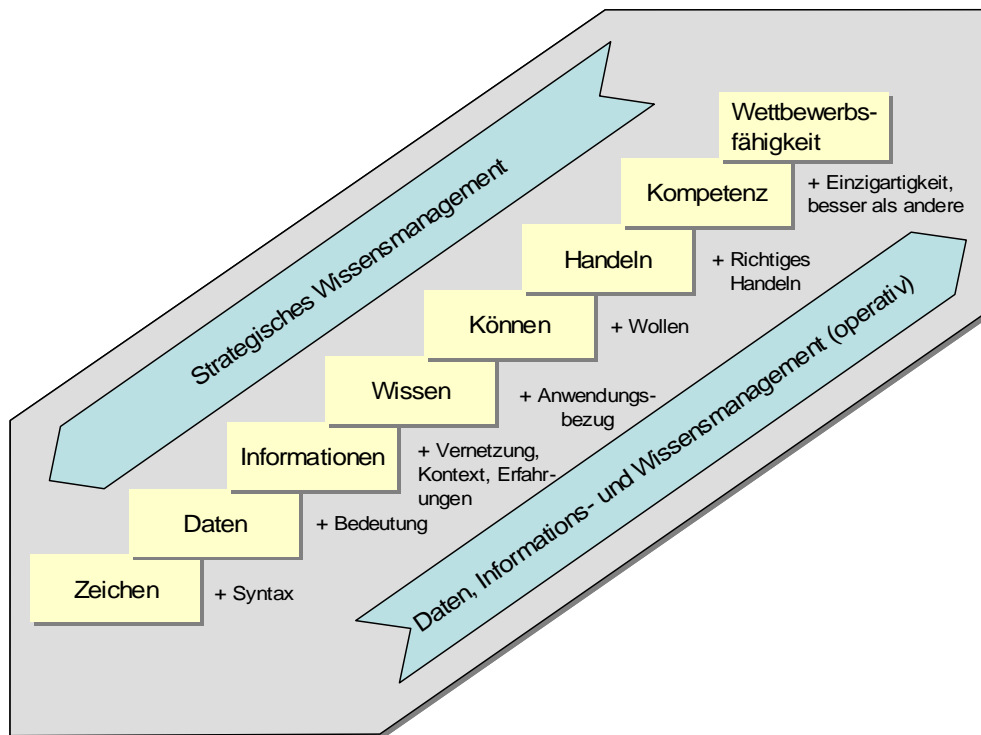 Strategisches Wissensmanagement
Wettbewerbs-
fähigkeit
Kompetenz
+ Einzigartigkeit,
besser als andere
Handeln
+ Richtiges
Handeln
Können
+ Wollen
Wissen
+ Anwendungs-
bezug
Informationen
+ Vernetzung,
Kontext, Erfahr-
ungen
Daten
+ Bedeutung
Zeichen
+ Syntax
Daten, Informations- und Wissensmanagement (operativ)